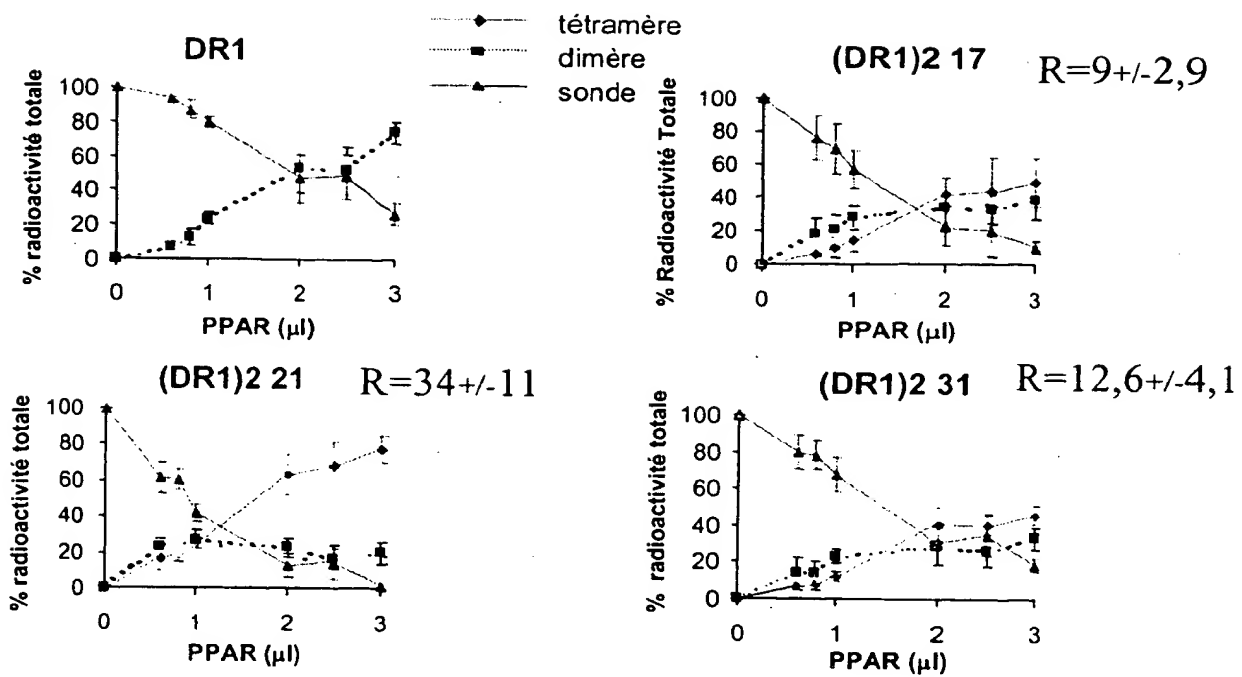 tétramère
dimère
sonde
DR1
% radioactivité totale
100
80
60
40
20
0
0 1 2 3
PPAR (µl)
(DR1)2 17 R=9+/-2,9
% Radioactivité Totale
100
80
60
40
20
0
0 1 2 3
PPAR (µl)
(DR1)2 21 R=34+/-11
% radioactivité totale
100
80
60
40
20
0
0 1 2 3
PPAR (µl)
(DR1)2 31 R=12,6+/-4,1
% radioactivité totale
100
80
60
40
20
0
0 1 2 3
PPAR (µl)